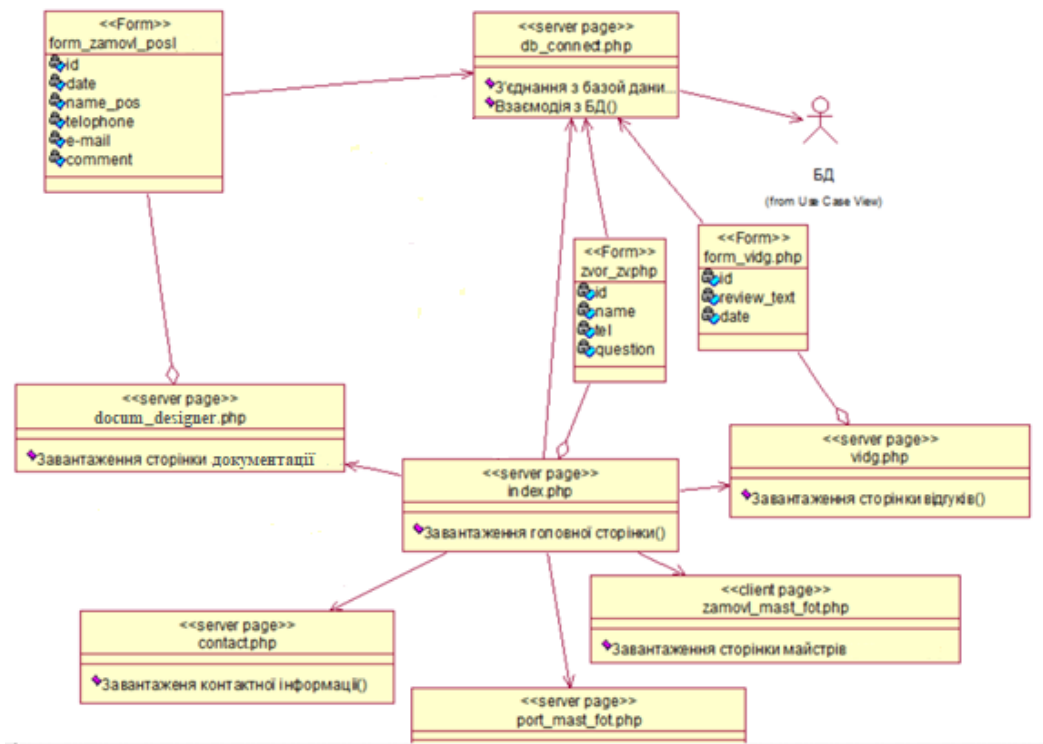 <<Form>>
form_zamovl_posl
id
date
name_pos
telophone
e-mail
comment
<<server page>>
db_connect.php
З'єднання з базой дани...
Взаємодія з БД()
БД
(from Use Case View)
<<Form>>
zvor_zv.php
id
name
tel
question
<<Form>>
form_vidg.php
id
review_text
date
<<server page>>
docum_designer.php
Завантаження сторінки документації
<<server page>>
index.php
Завантаження головної сторінки()
<<server page>>
vidg.php
Завантаження сторінки відгуків()
<<server page>>
contact.php
Завантаженя контактної інформації()
<<client page>>
zamovl_mast_fot.php
Завантаження сторінки майстрів
<<server page>>
port_mast_fot.php